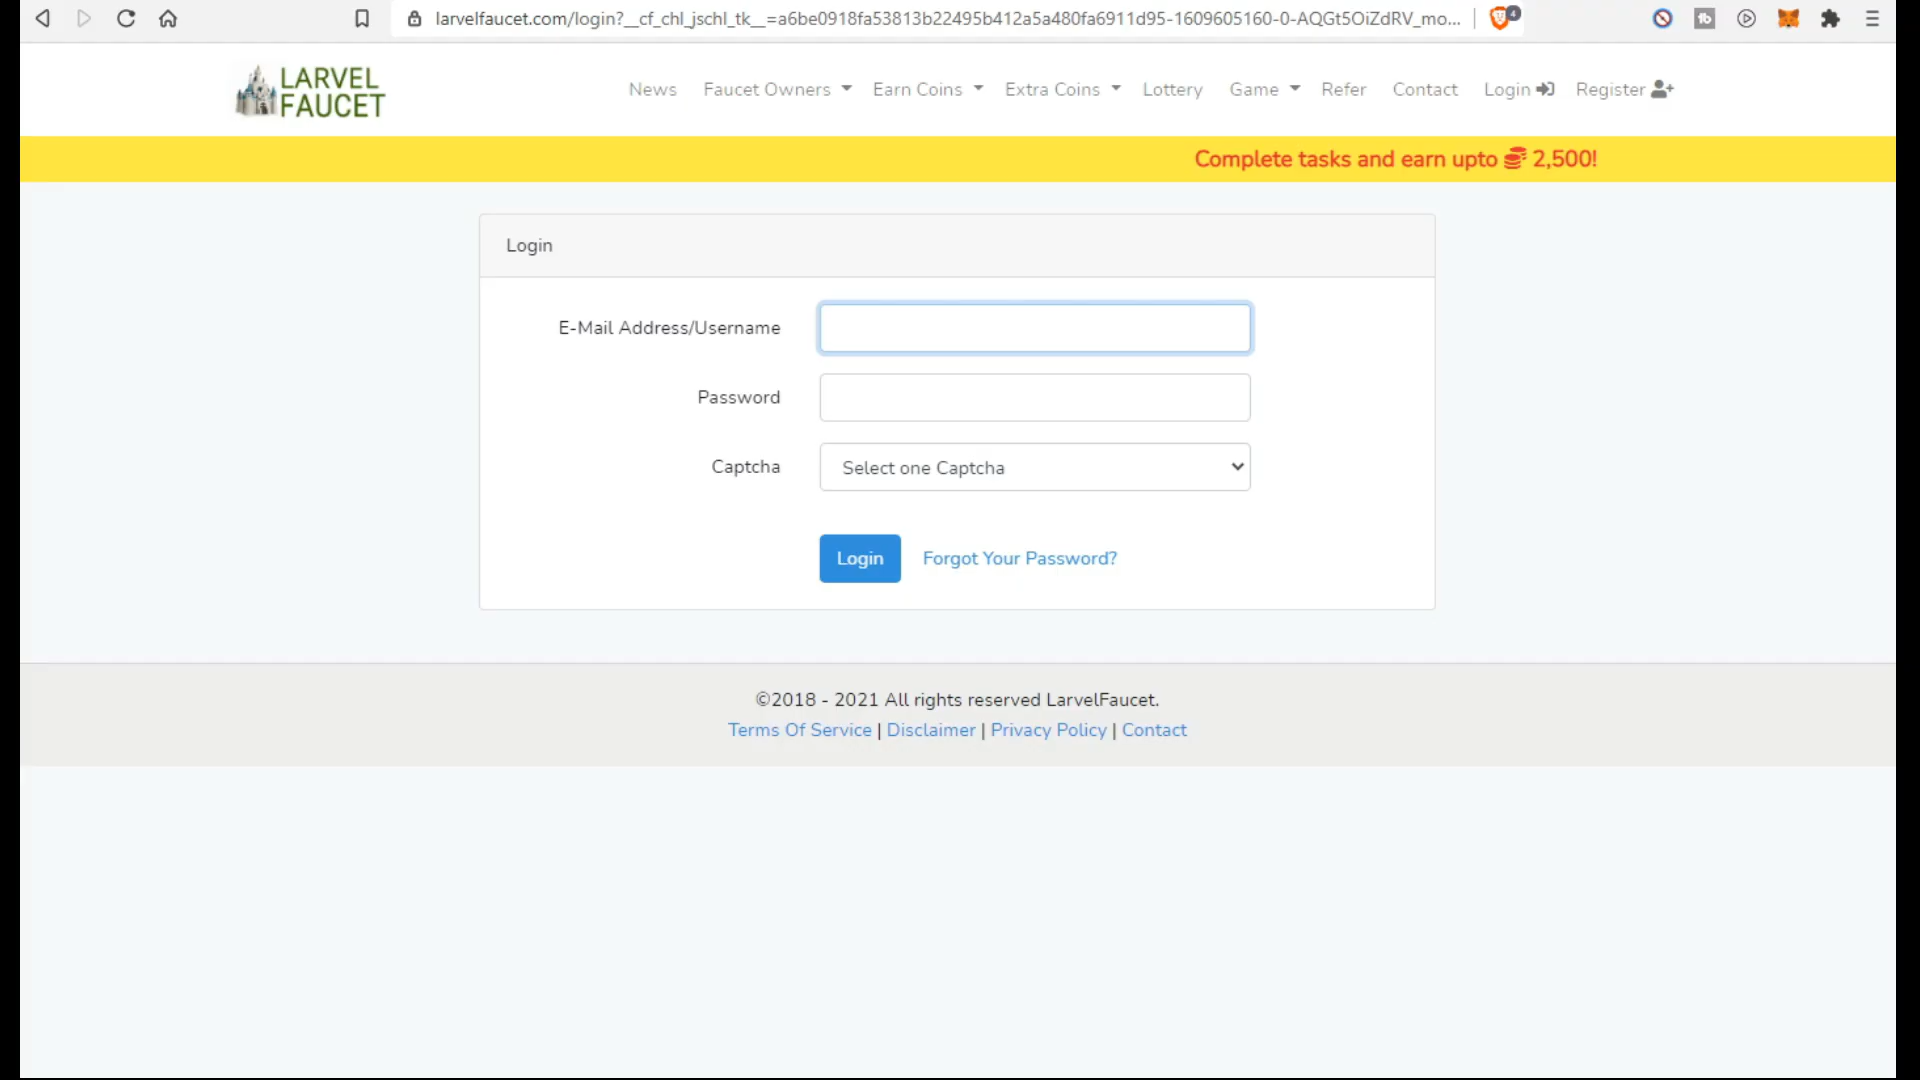 larvelfaucet.com/login?__cf_chl_jschl_tk__=a6be0918fa53813b22495b412a5a480fa6911d95-1609605160-0-AQGt5OiZdRV_mo...
4
tb
LARVEL
FAUCET
News Faucet Owners Earn Coins Extra Coins Lottery Game Refer Contact Login Register
Complete tasks and earn upto 2,500!
Login
E-Mail Address/Username
Password
Captcha Select one Captcha
Login Forgot Your Password?
©2018 - 2021 All rights reserved LarvelFaucet.
Terms Of Service | Disclaimer | Privacy Policy | Contact